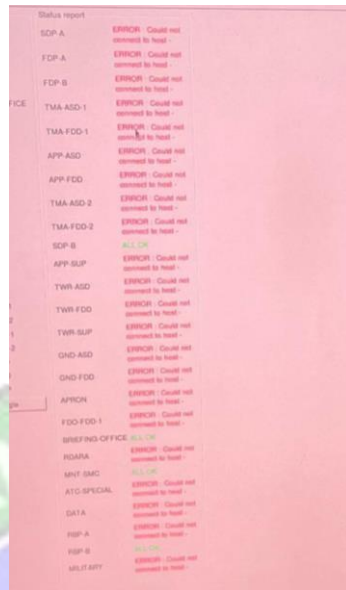 Status report
SDP-A ERROR : Could not
connect to host -
FDP-A ERROR : Could not
connect to host -
FDP-B ERROR : Could not
connect to host -
FICE TMA-ASD-1 ERROR : Could not
connect to host -
TMA-FDD-1 ERROR : Could not
connect to host -
APP-ASD ERROR : Could not
connect to host -
APP-FDD ERROR : Could not
connect to host -
TMA-ASD-2 ERROR : Could not
connect to host -
TMA-FDD-2 ERROR : Could not
connect to host -
SDP-B ALL OK
APP-SUP ERROR : Could not
connect to host -
TWR-ASD ERROR : Could not
connect to host -
TWR-FDD ERROR : Could not
connect to host -
TWR-SUP ERROR : Could not
connect to host -
GND-ASD ERROR : Could not
connect to host -
GND-FDD ERROR : Could not
connect to host -
APRON ERROR : Could not
connect to host -
FDO-FDD-1 ERROR : Could not
connect to host -
BRIEFING-OFFICE ALL OK
ROARA ERROR : Could not
connect to host -
MNT-SMC ALL OK
ATC-SPECIAL ERROR : Could not
connect to host -
DATA ERROR : Could not
connect to host -
RBP-A ERROR : Could not
connect to host -
RBP-B ALL OK
MILITARY ERROR : Could not
connect to host -